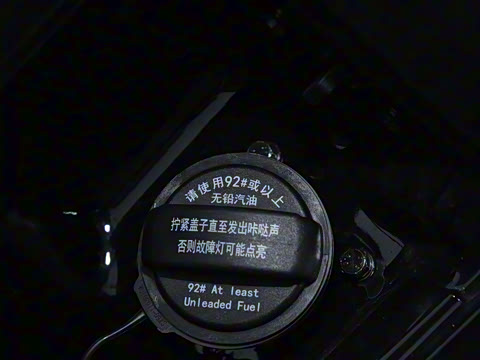 请使用92#或以上
无铅汽油
拧紧盖子直至发出咔哒声
否则故障灯可能点亮
92# At least
Unleaded Fuel